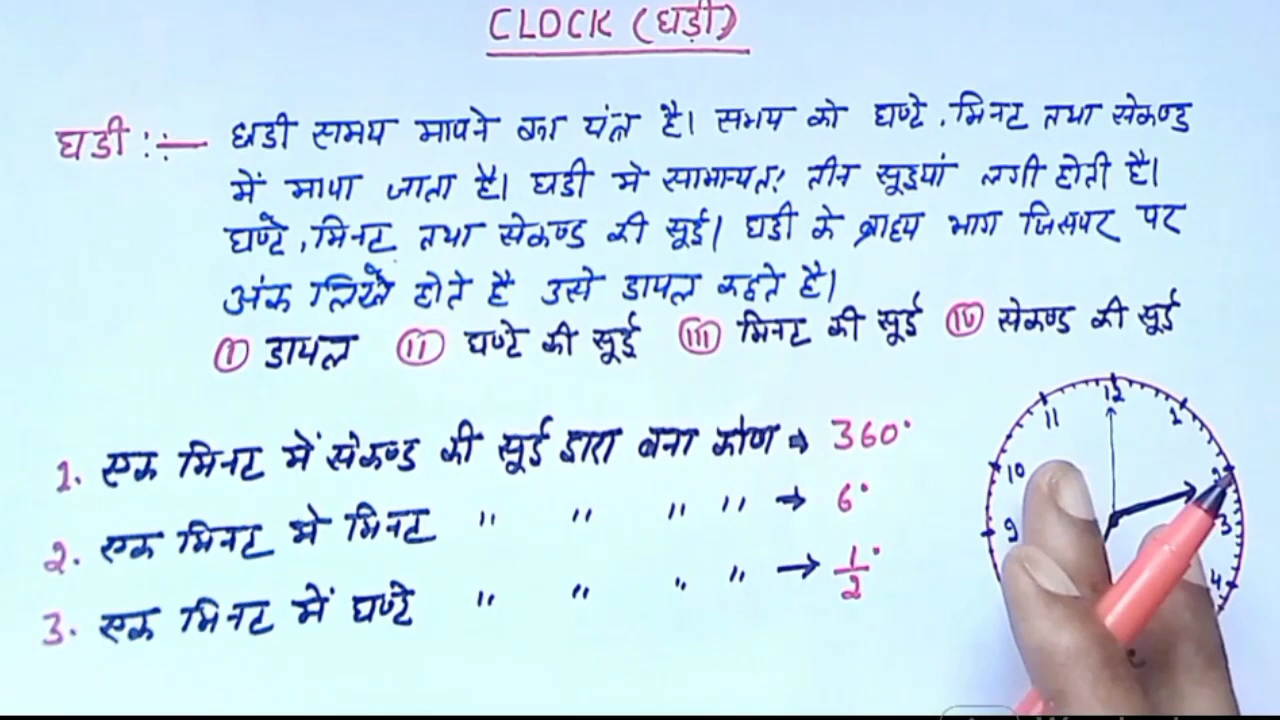 CLOCK (घड़ी)
घडी :— घडी समय मापने का यंत्र है। समय को घण्टे, मिनट तथा सेकण्ड
में मापा जाता है। घडी मे सामान्यत: तीन सूइयां लगी होती है।
घण्टे, मिनट तथा सेकण्ड की सूई। घडी के बाह्य भाग जिसपर पर
अंक लिखे होते है उसे डायल कहते है।
(i) डायल (ii) घण्टे की सूई (iii) मिनट की सूई (iv) सेकण्ड की सूई
1. एक मिनट में सेकण्ड की सूई द्वारा बना कोण ⇒ 360°
2. एक मिनट मे मिनट " " " " → 6°
3. एक मिनट में घण्टे " " " " → 1/2°
12
11 1
10 2
9 3
4